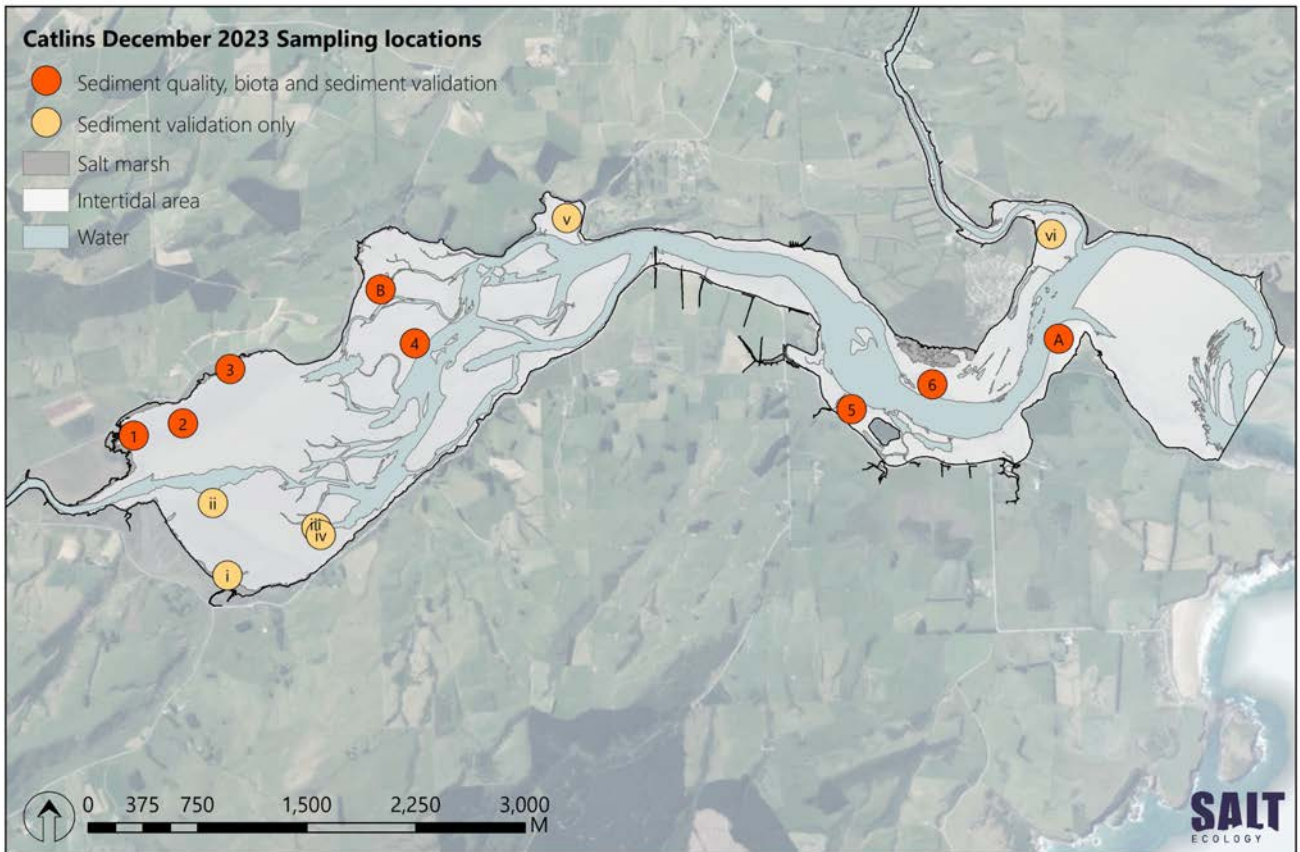 Catlins December 2023 Sampling locations
Sediment quality, biota and sediment validation
Sediment validation only
Salt marsh
Intertidal area
Water
v
vi
B
4
A
3
6
5
2
1
ii
iii
iv
i
0 375 750 1,500 2,250 3,000
M
SALT
ECOLOGY